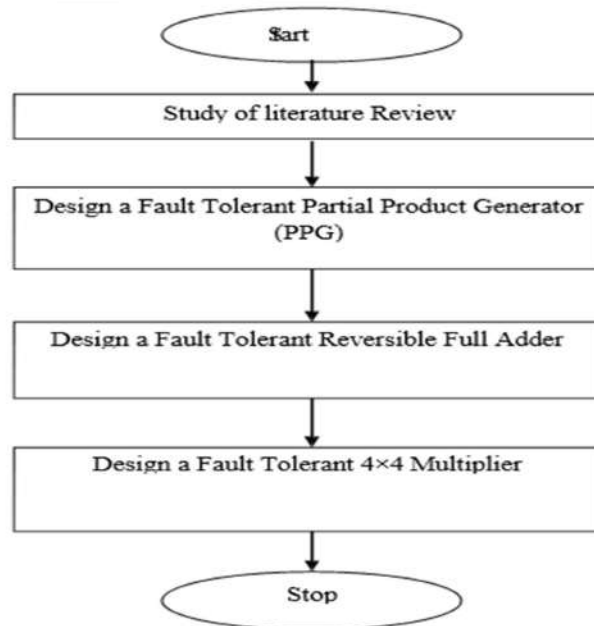 Start
Study of literature Review
Design a Fault Tolerant Partial Product Generator
(PPG)
Design a Fault Tolerant Reversible Full Adder
Design a Fault Tolerant 4×4 Multiplier
Stop